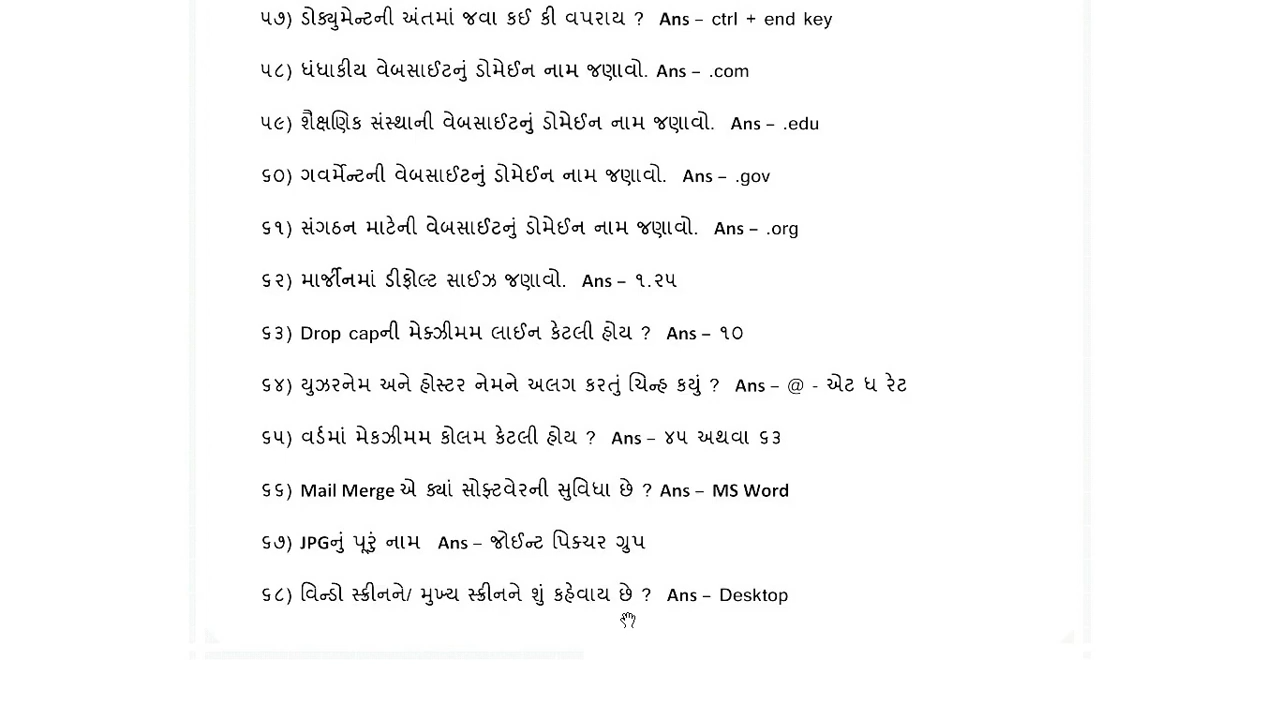 ૫૭) ડોક્યુમેન્ટની અંતમાં જવા કઈ કી વપરાય ? Ans – ctrl + end key
૫૮) ધંધાકીય વેબસાઈટનું ડોમેઈન નામ જણાવો. Ans – .com
૫૯) શૈક્ષણિક સંસ્થાની વેબસાઈટનું ડોમેઈન નામ જણાવો. Ans – .edu
૬૦) ગવર્મેન્ટની વેબસાઈટનું ડોમેઈન નામ જણાવો. Ans – .gov
૬૧) સંગઠન માટેની વેબસાઈટનું ડોમેઈન નામ જણાવો. Ans – .org
૬૨) માર્જીનમાં ડીફોલ્ટ સાઈઝ જણાવો. Ans – ૧.૨૫
૬૩) Drop capની મેક્ઝીમમ લાઈન કેટલી હોય ? Ans – ૧૦
૬૪) યુઝરનેમ અને હોસ્ટર નેમને અલગ કરતું ચિન્હ કયું ? Ans – @ - એટ ધ રેટ
૬૫) વર્ડમાં મેકઝીમમ કોલમ કેટલી હોય ? Ans – ૪૫ અથવા ૬૩
૬૬) Mail Merge એ ક્યાં સોફ્ટવેરની સુવિધા છે ? Ans – MS Word
૬૭) JPGનું પૂરું નામ Ans – જોઈન્ટ પિક્ચર ગ્રુપ
૬૮) વિન્ડો સ્ક્રીનને/ મુખ્ય સ્ક્રીનને શું કહેવાય છે ? Ans – Desktop